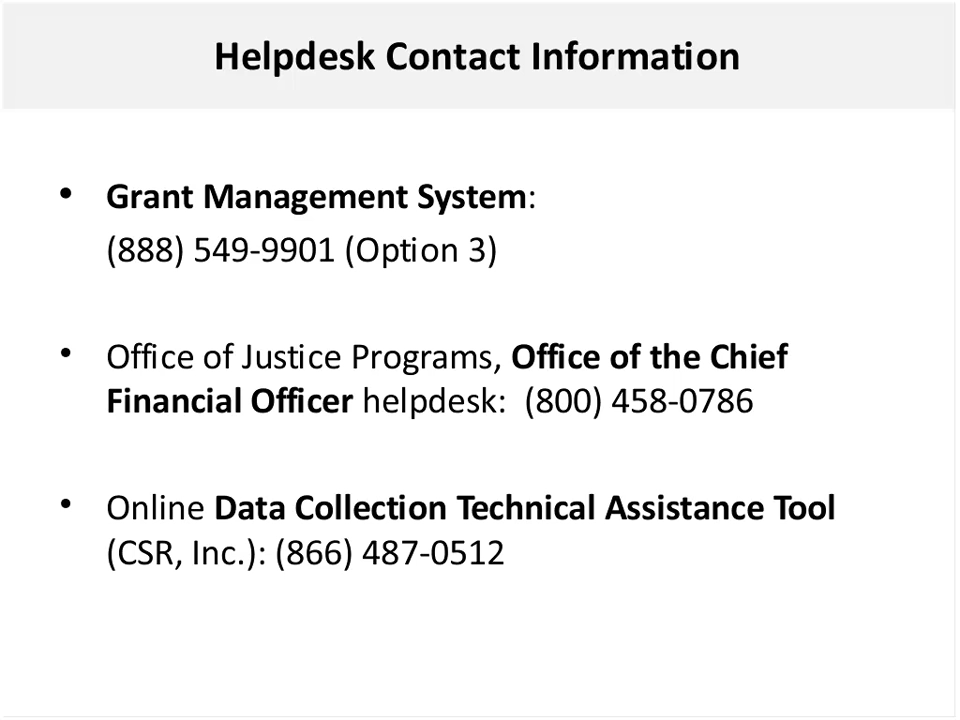 Helpdesk Contact Information
• Grant Management System:
(888) 549-9901 (Option 3)
• Office of Justice Programs, Office of the Chief
Financial Officer helpdesk:  (800) 458-0786
• Online Data Collection Technical Assistance Tool
(CSR, Inc.): (866) 487-0512